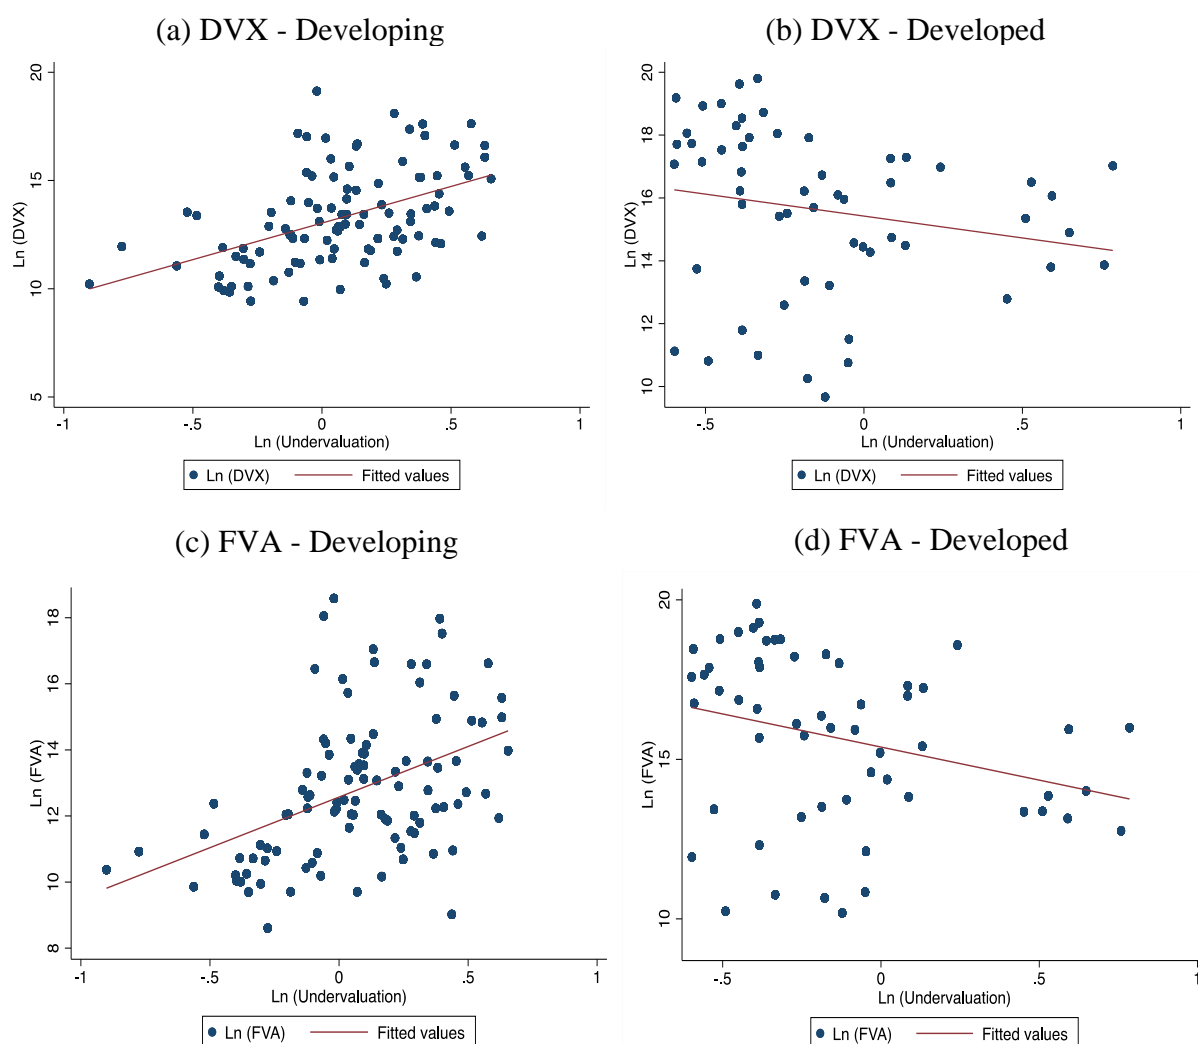 (a) DVX - Developing
(b) DVX - Developed
20
15
10
5
Ln (DVX)
-1
-.5
0
.5
1
Ln (Undervaluation)
Ln (DVX)
Fitted values
20
18
16
14
12
10
Ln (DVX)
-.5
0
.5
1
Ln (Undervaluation)
Ln (DVX)
Fitted values
(c) FVA - Developing
(d) FVA - Developed
18
16
14
12
10
8
Ln (FVA)
-1
-.5
0
.5
1
Ln (Undervaluation)
Ln (FVA)
Fitted values
20
15
10
Ln (FVA)
-.5
0
.5
1
Ln (Undervaluation)
Ln (FVA)
Fitted values